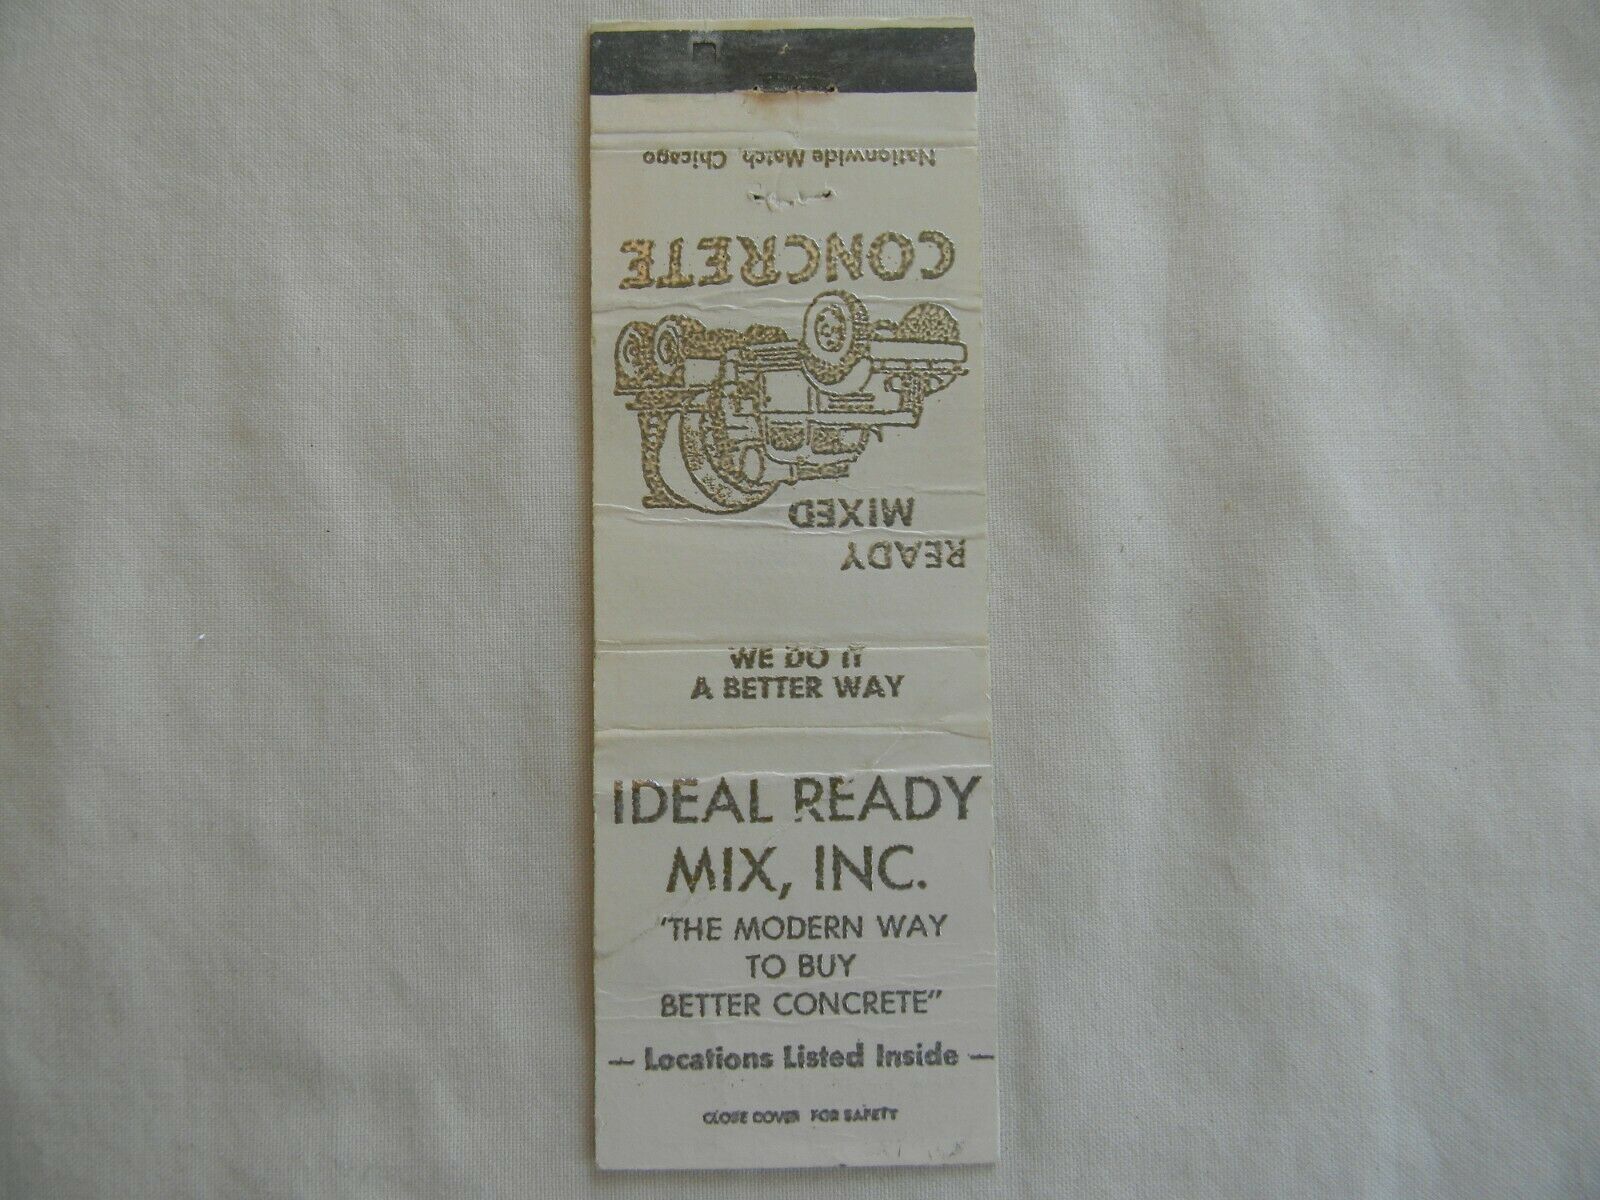 Nationwide Match, Chicago
CONCRETE
READY
MIXED
WE DO IT
A BETTER WAY
IDEAL READY
MIX, INC.
"THE MODERN WAY
TO BUY
BETTER CONCRETE"
— Locations Listed Inside —
CLOSE COVER FOR SAFETY